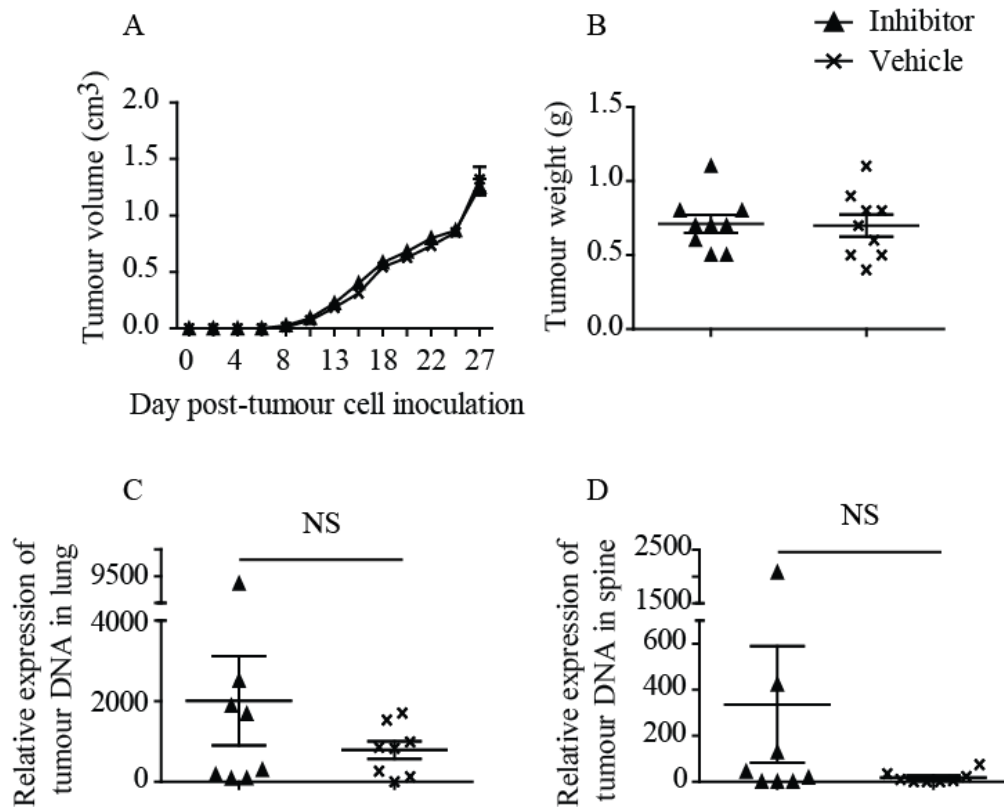 A
B
Inhibitor
Vehicle
Tumour volume (cm3)
2.0
1.5
1.0
0.5
0.0
0 4 8 13 18 22 27
Day post-tumour cell inoculation
Tumour weight (g)
1.5
1.0
0.5
0.0
C
NS
Relative expression of
tumour DNA in lung
9500
4000
2000
0
D
NS
Relative expression of
tumour DNA in spine
2500
1500
600
400
200
0